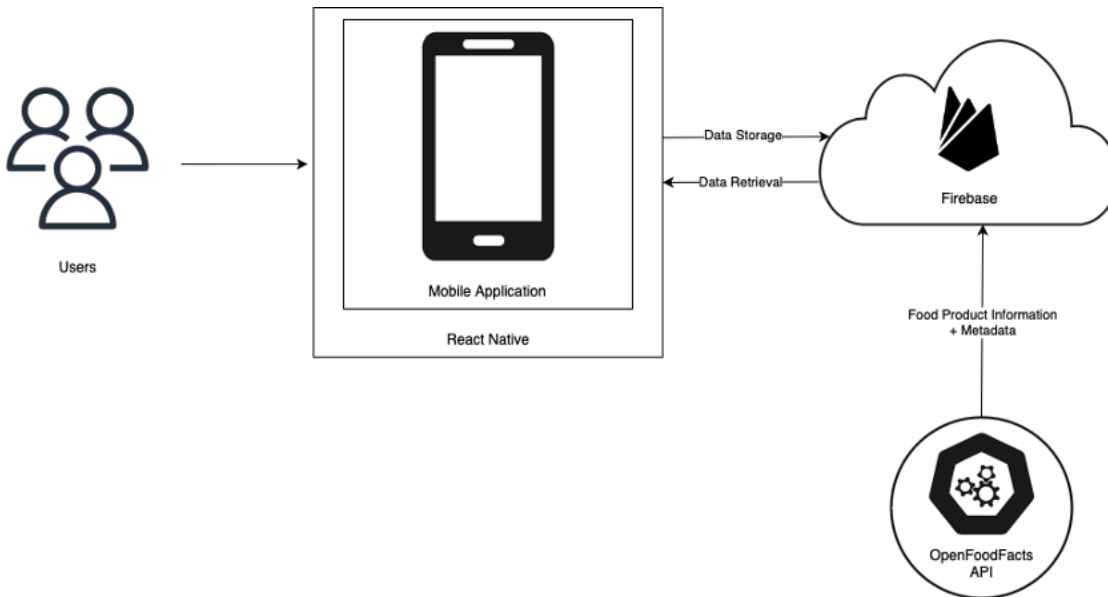 Users
Mobile Application
React Native
Data Storage
Data Retrieval
Firebase
Food Product Information
+ Metadata
OpenFoodFacts
API